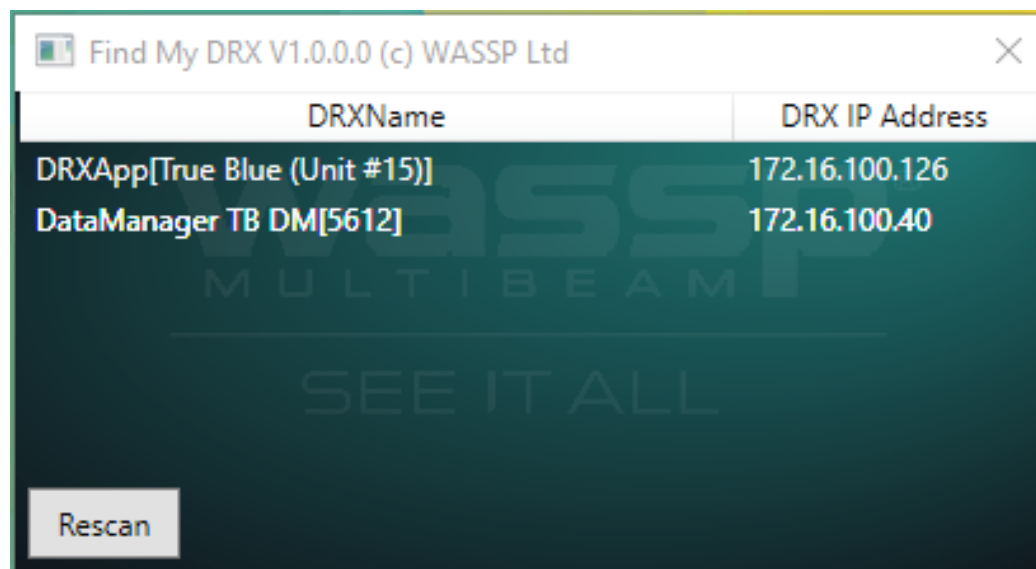 Find My DRX V1.0.0.0 (c) WASSP Ltd
DRXName DRX IP Address
DRXApp[True Blue (Unit #15)] 172.16.100.126
DataManager TB DM[5612] 172.16.100.40
wassp
MULTIBEAM
SEE IT ALL
Rescan